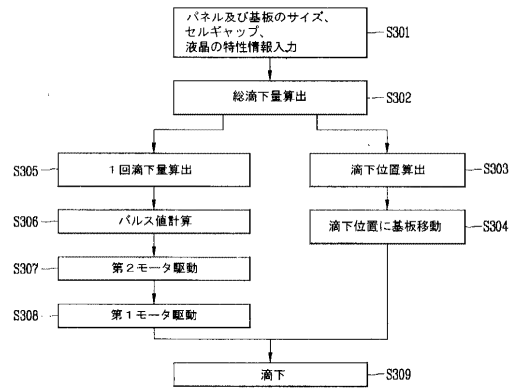 パネル及び基板のサイズ、
セルギャップ、
液晶の特性情報入力
S301
総滴下量算出
S302
S305
1回滴下量算出
滴下位置算出
S303
S306
パルス値計算
滴下位置に基板移動
S304
S307
第2モータ駆動
S308
第1モータ駆動
滴下
S309